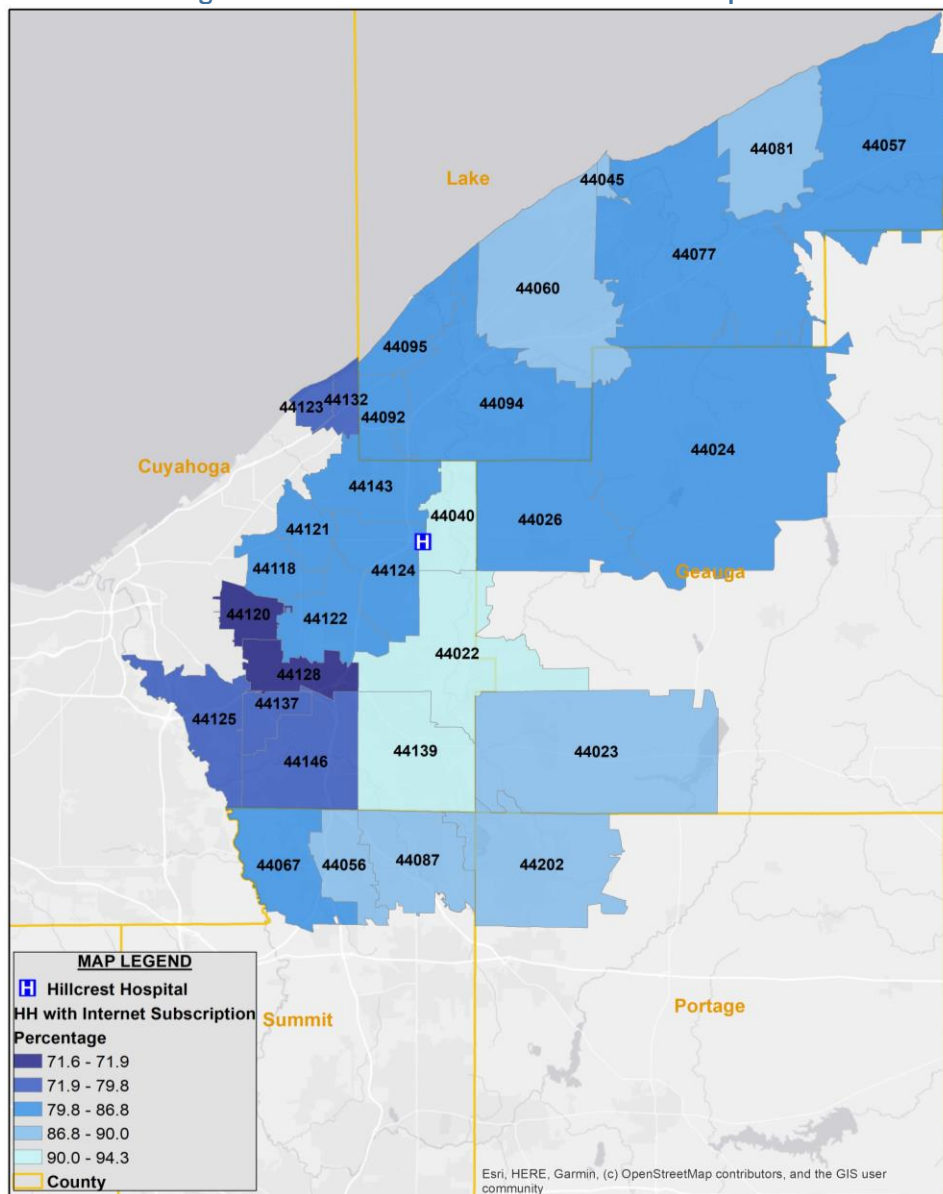 Lake
44081
44057
44045
44077
44060
44095
44132
44123
44092
44094
44024
Cuyahoga
44143
44040
44026
44121
44118
44124
Geauga
44120
44122
44022
44128
44137
44125
44146
44139
44023
44067
44056
44087
44202
MAP LEGEND
H Hillcrest Hospital
HH with Internet Subscription
Percentage
71.6 - 71.9
71.9 - 79.8
79.8 - 86.8
86.8 - 90.0
90.0 - 94.3
County
Summit
Portage
H
Esri, HERE, Garmin, (c) OpenStreetMap contributors, and the GIS user
community